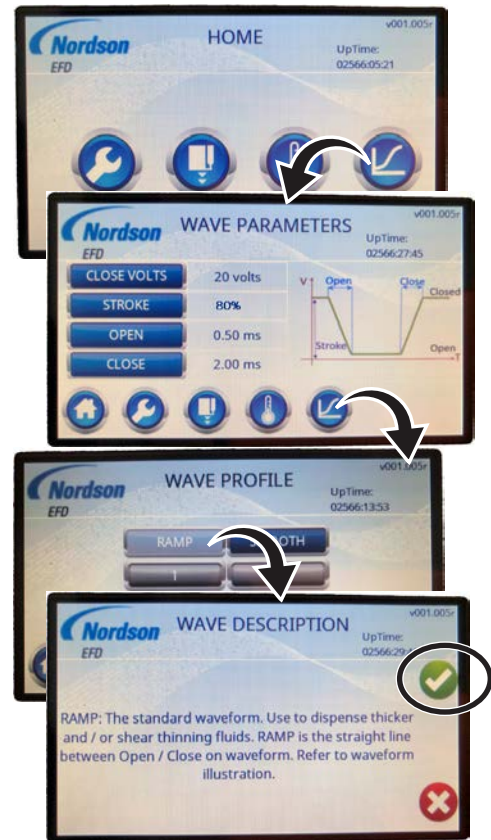 v001.005r
Nordson
EFD
HOME
UpTime:
02566:05:21
v001.005r
Nordson
EFD
WAVE PARAMETERS
UpTime:
02566:27:45
CLOSE VOLTS 20 volts
STROKE 80%
OPEN 0.50 ms
CLOSE 2.00 ms
V Open Close Closed
Stroke Open
T
Nordson
EFD
WAVE PROFILE
UpTime:
02566:13:53
RAMP
1
v001.005r
Nordson
EFD
WAVE DESCRIPTION
UpTime:
RAMP: The standard waveform. Use to dispense thicker
and / or shear thinning fluids. RAMP is the straight line
between Open / Close on waveform. Refer to waveform
illustration.